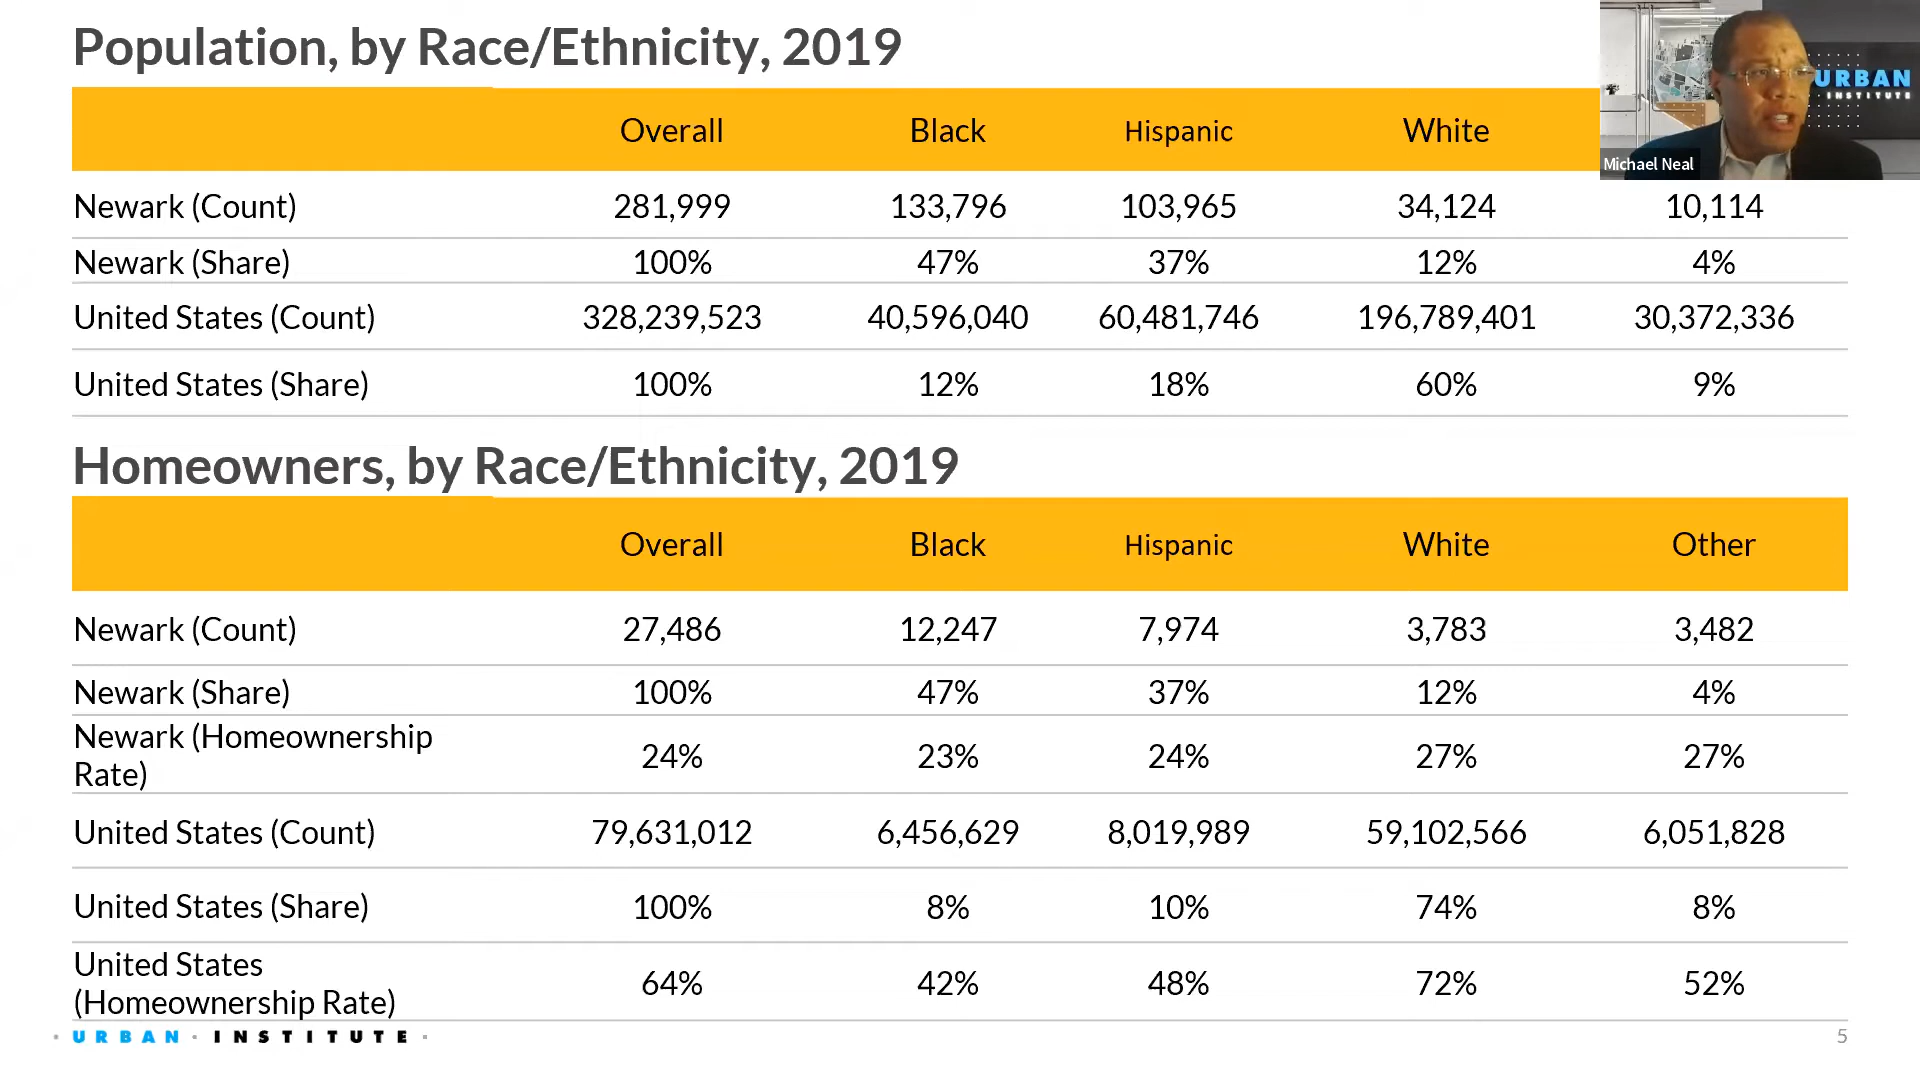 Population, by Race/Ethnicity, 2019
Overall Black Hispanic White
URBAN
INSTITUTE
Michael Neal
Newark (Count) 281,999 133,796 103,965 34,124 10,114
Newark (Share) 100% 47% 37% 12% 4%
United States (Count) 328,239,523 40,596,040 60,481,746 196,789,401 30,372,336
United States (Share) 100% 12% 18% 60% 9%
Homeowners, by Race/Ethnicity, 2019
Overall Black Hispanic White Other
Newark (Count) 27,486 12,247 7,974 3,783 3,482
Newark (Share) 100% 47% 37% 12% 4%
Newark (Homeownership
Rate) 24% 23% 24% 27% 27%
United States (Count) 79,631,012 6,456,629 8,019,989 59,102,566 6,051,828
United States (Share) 100% 8% 10% 74% 8%
United States
(Homeownership Rate) 64% 42% 48% 72% 52%
· URBAN · INSTITUTE · 5